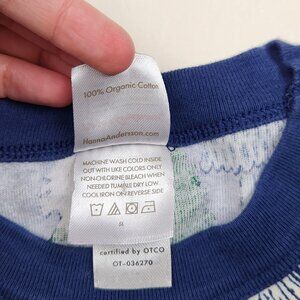 100% Organic Cotton
HannaAndersson.com
MACHINE WASH COLD INSIDE
OUT WITH LIKE COLORS ONLY
NON-CHLORINE BLEACH WHEN
NEEDED TUMBLE DRY LOW
COOL IRON ON REVERSE SIDE
SL
certified by OTCO
OT-036270